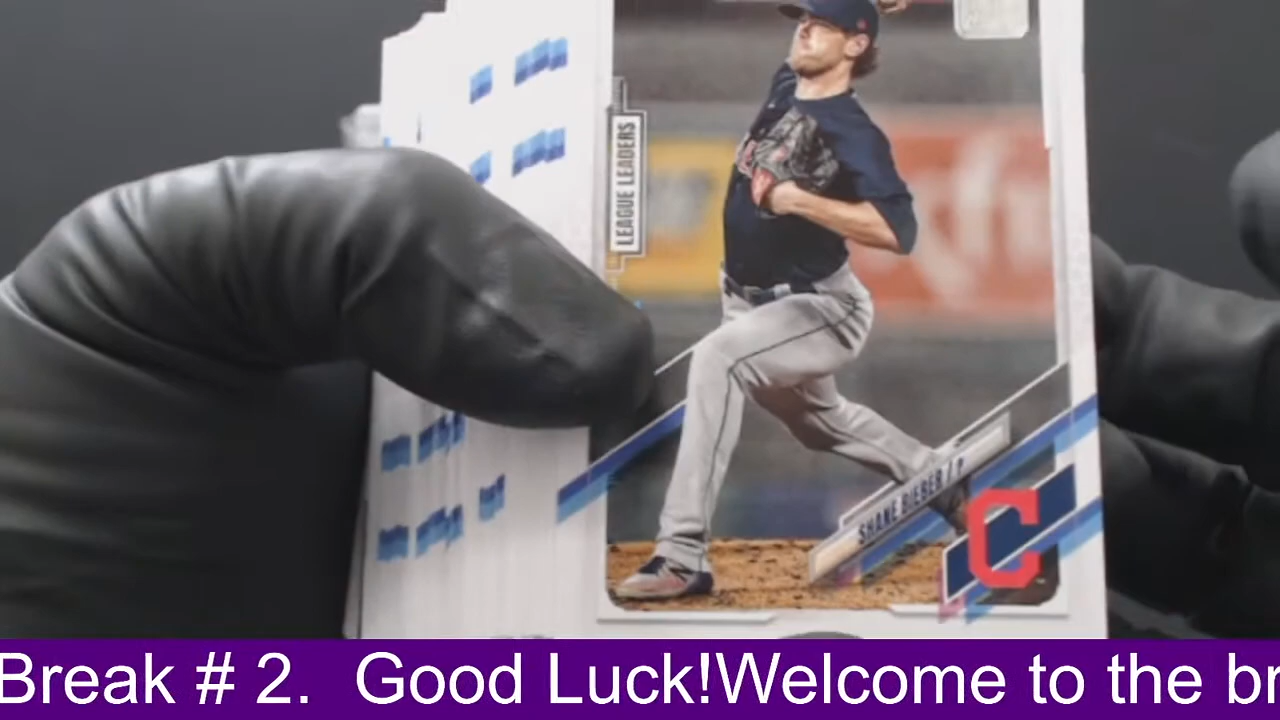 LEAGUE LEADERS
SHANE BIEBER / P
C
Break # 2.  Good Luck!Welcome to the br